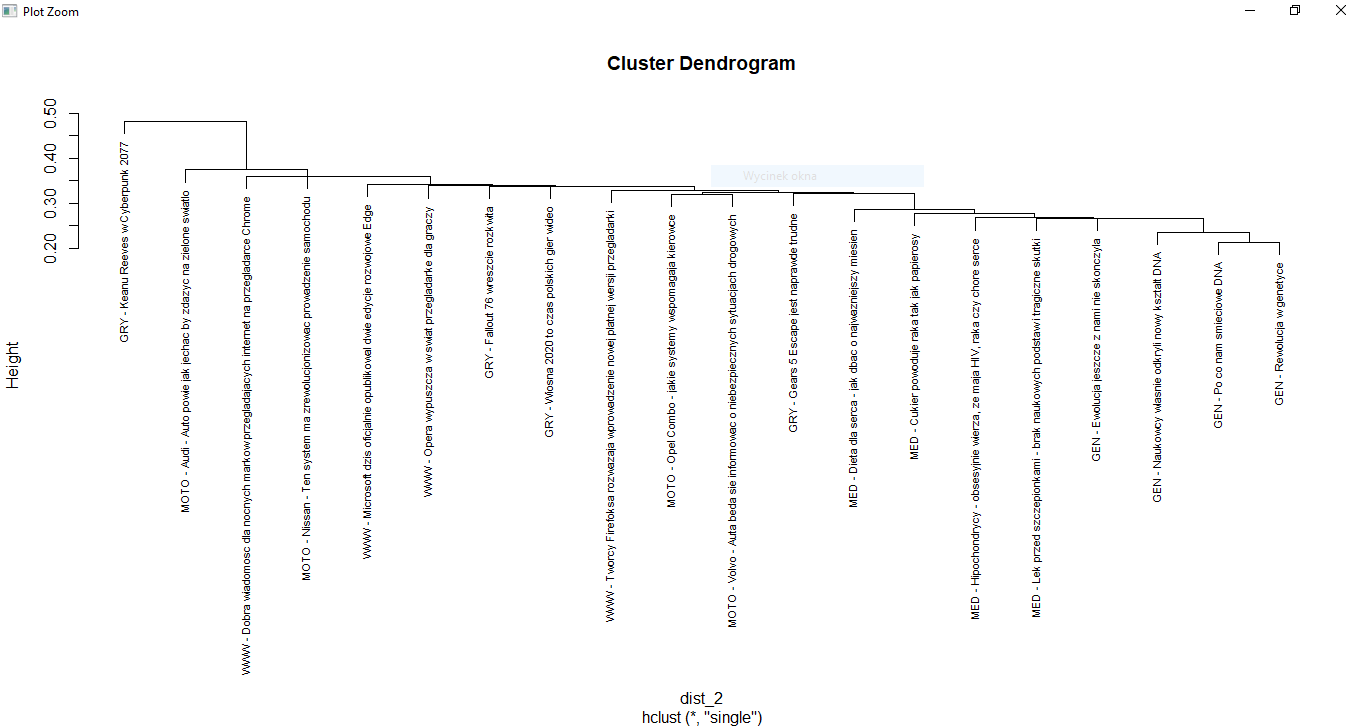 Plot Zoom
Cluster Dendrogram
Height
0.50
0.40
0.30
0.20
GRY - Keanu Reeves w Cyberpunk 2077
MOTO - Audi - Auto powie jak jechac by zdazyc na zielone swiatlo
WWW - Dobra wiadomosc dla nocnych markow przegladajacych internet na przegladarce Chrome
MOTO - Nissan - Ten system ma zrewolucjonizowac prowadzenie samochodu
WWW - Microsoft dzis oficjalnie opublikowal dwie edycje rozwojowe Edge
WWW - Opera wypuszcza w swiat przegladarke dla graczy
GRY - Fallout 76 wreszcie rozkwita
GRY - Wiosna 2020 to czas polskich gier wideo
WWW - Tworcy Firefoksa rozwazaja wprowadzenie nowej platnej wersji przegladarki
MOTO - Opel Combo - jakie systemy wspomagaja kierowce
MOTO - Volvo - Auta beda sie informowac o niebezpiecznych sytuacjach drogowych
GRY - Gears 5 Escape jest naprawde trudne
MED - Dieta dla serca - jak dbac o najwazniejszy miesien
MED - Cukier powoduje raka tak jak papierosy
MED - Hipochondrycy - obsesyjnie wierza, ze maja HIV, raka czy chore serce
MED - Lek przed szczepionkami - brak naukowych podstaw i tragiczne skutki
GEN - Ewolucja jeszcze z nami nie skonczyla
GEN - Naukowcy wlasnie odkryli nowy ksztalt DNA
GEN - Po co nam smieciowe DNA
GEN - Rewolucja w genetyce
Wycinek okna
dist_2
hclust (*, "single")